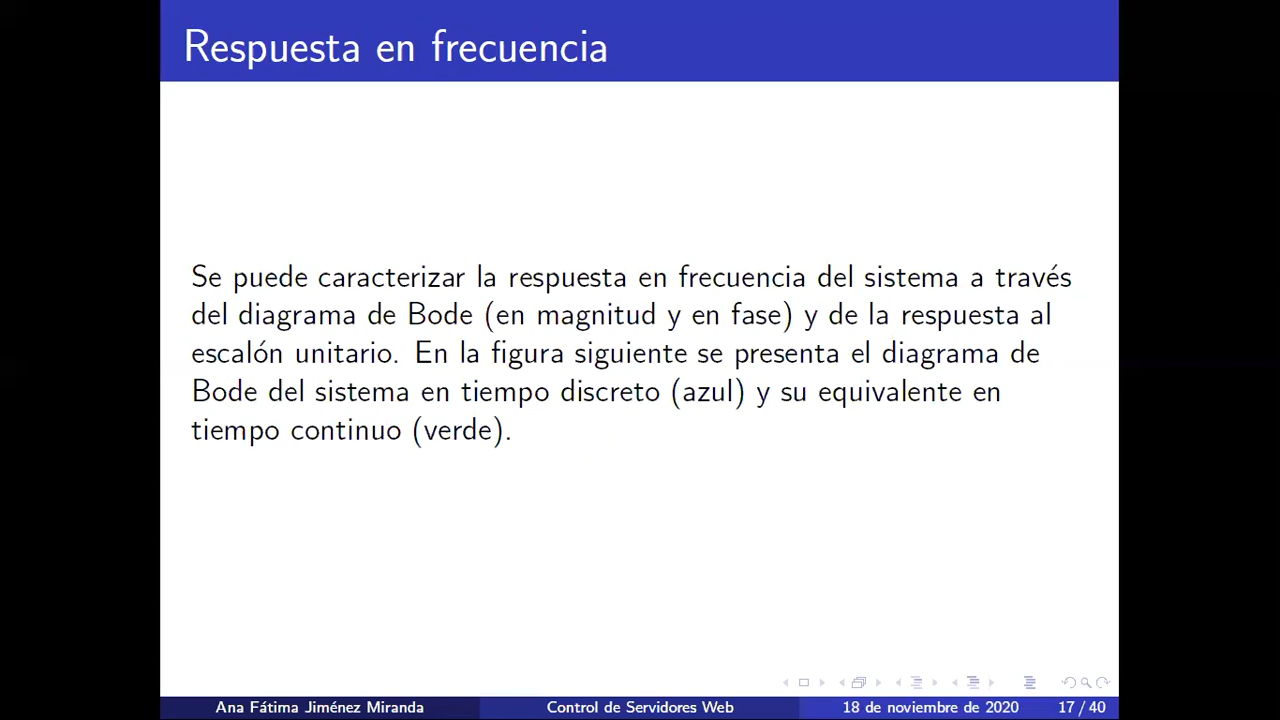 Respuesta en frecuencia
Se puede caracterizar la respuesta en frecuencia del sistema a través
del diagrama de Bode (en magnitud y en fase) y de la respuesta al
escalón unitario. En la figura siguiente se presenta el diagrama de
Bode del sistema en tiempo discreto (azul) y su equivalente en
tiempo continuo (verde).
Ana Fátima Jiménez Miranda Control de Servidores Web 18 de noviembre de 2020 17 / 40